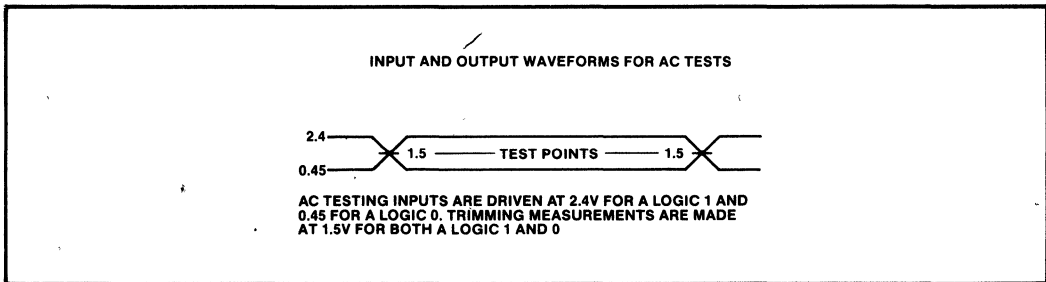 INPUT AND OUTPUT WAVEFORMS FOR AC TESTS
2.4
1.5 TEST POINTS 1.5
0.45
AC TESTING INPUTS ARE DRIVEN AT 2.4V FOR A LOGIC 1 AND
0.45 FOR A LOGIC 0. TRIMMING MEASUREMENTS ARE MADE
AT 1.5V FOR BOTH A LOGIC 1 AND 0